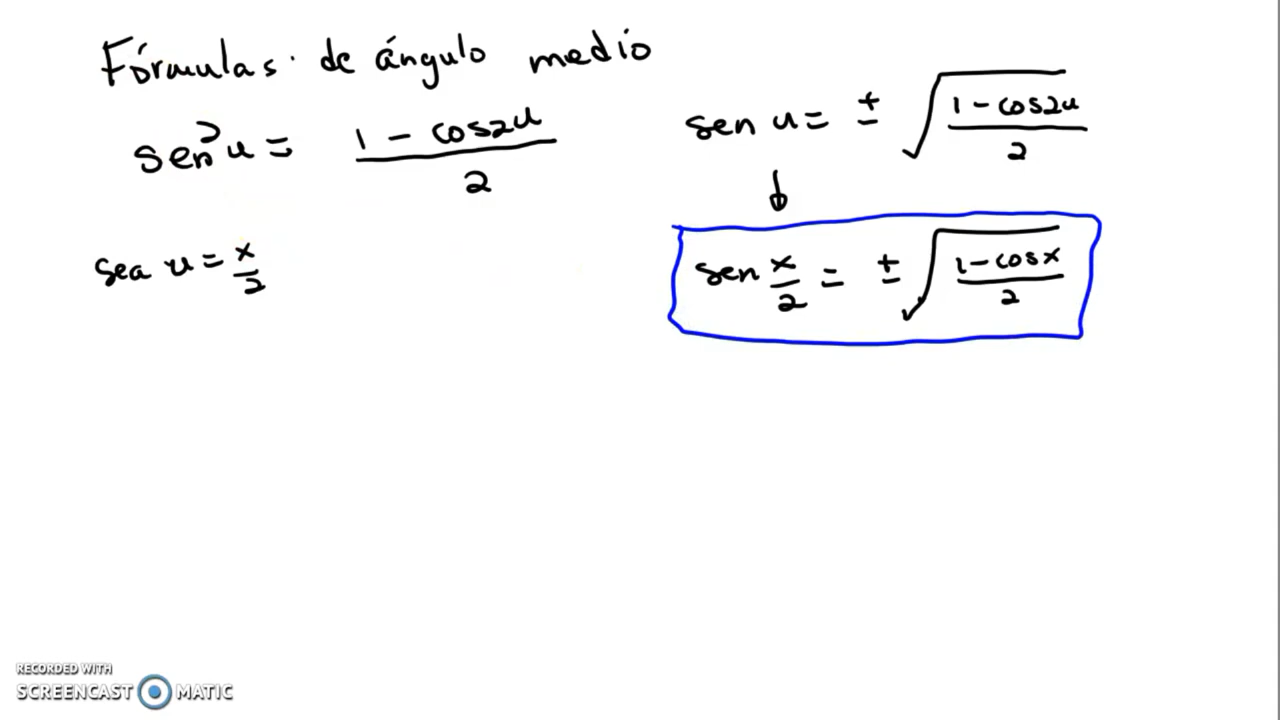 Fórmulas de ángulo medio
sen² u = (1 - cos2u)/2
sen u = ± √((1 - cos2u)/2)
↓
sea u = x/2
sen x/2 = ± √((1 - cosx)/2)
RECORDED WITH
SCREENCAST MATIC